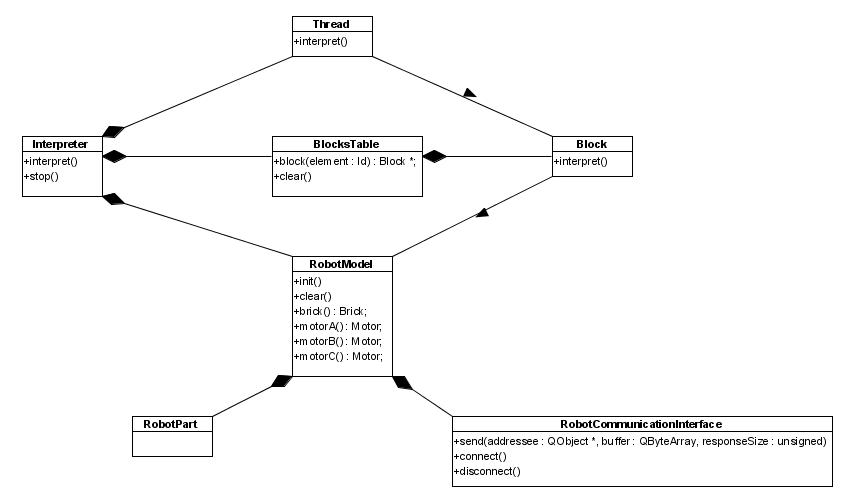 Thread
+interpret()
Interpreter
+interpret()
+stop()
BlocksTable
+block(element : Id) : Block *;
+clear()
Block
+interpret()
RobotModel
+init()
+clear()
+brick() : Brick;
+motorA() : Motor;
+motorB() : Motor;
+motorC() : Motor;
RobotPart
RobotCommunicationInterface
+send(addressee : QObject *, buffer : QByteArray, responseSize : unsigned)
+connect()
+disconnect()